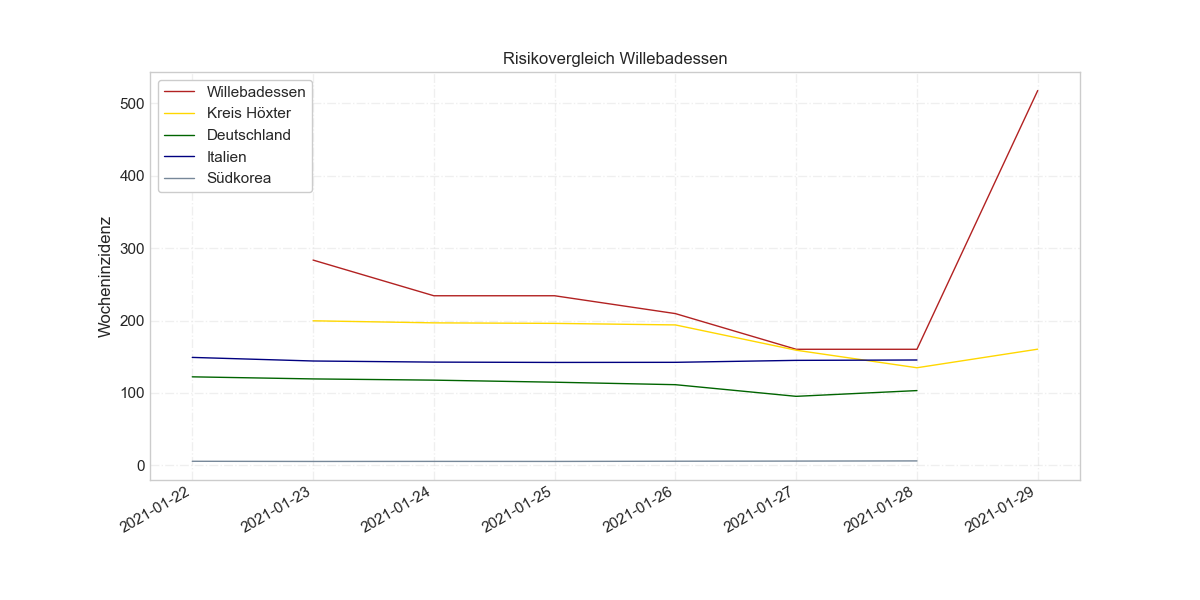 Risikovergleich Willebadessen
Willebadessen
Kreis Höxter
Deutschland
Italien
Südkorea
Wocheninzidenz
500
400
300
200
100
0
2021-01-22
2021-01-23
2021-01-24
2021-01-25
2021-01-26
2021-01-27
2021-01-28
2021-01-29